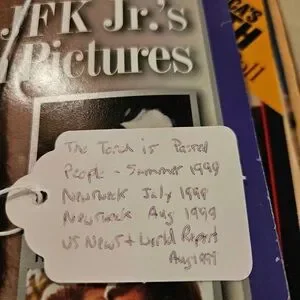 JFK Jr.'s
Pictures
The Torch is Passed
People - Summer 1999
Newsweek July 1999
Newsweek Aug 1999
US News + World Report
Aug 1999